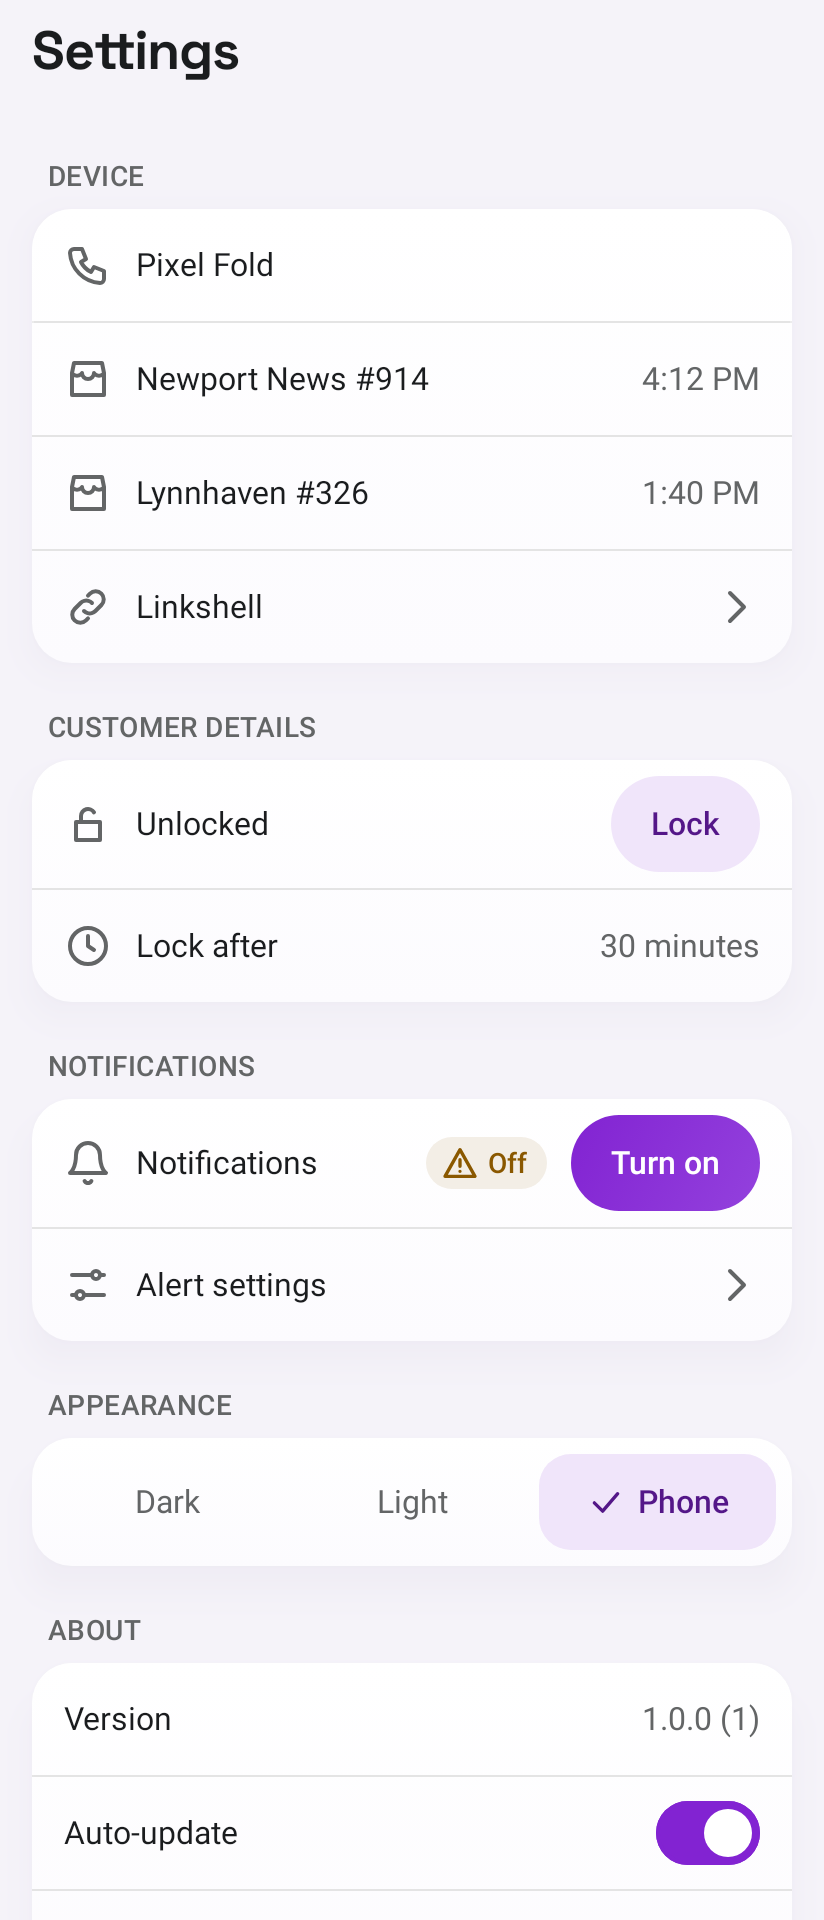 Settings
DEVICE
Pixel Fold
Newport News #914 4:12 PM
Lynnhaven #326 1:40 PM
Linkshell
CUSTOMER DETAILS
Unlocked Lock
Lock after 30 minutes
NOTIFICATIONS
Notifications Off Turn on
Alert settings
APPEARANCE
Dark Light Phone
ABOUT
Version 1.0.0 (1)
Auto-update